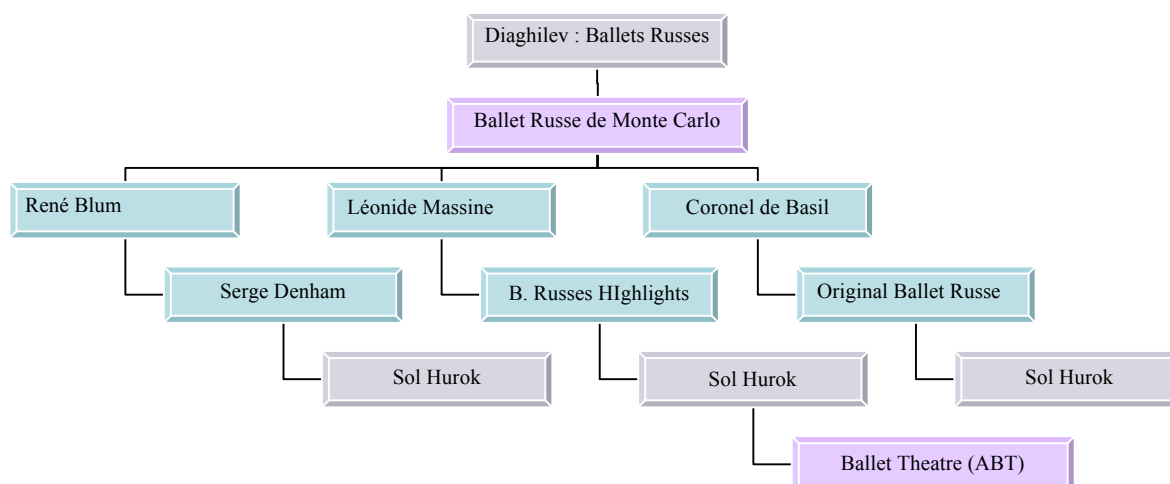 Diaghilev : Ballets Russes
Ballet Russe de Monte Carlo
René Blum
Léonide Massine
Coronel de Basil
Serge Denham
B. Russes HIghlights
Original Ballet Russe
Sol Hurok
Sol Hurok
Sol Hurok
Ballet Theatre (ABT)